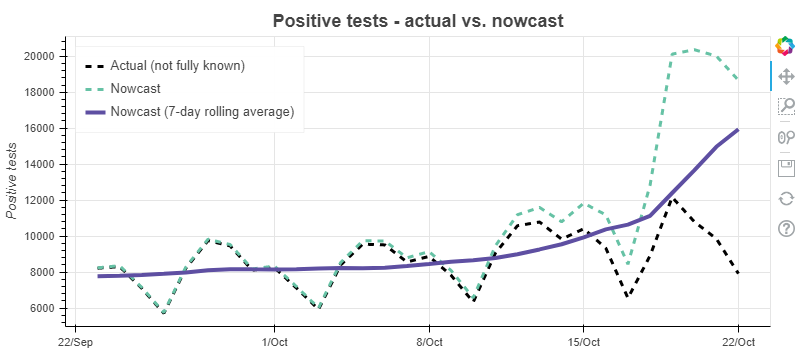 Positive tests - actual vs. nowcast
Actual (not fully known)
Nowcast
Nowcast (7-day rolling average)
Positive tests
20000
18000
16000
14000
12000
10000
8000
6000
22/Sep
1/Oct
8/Oct
15/Oct
22/Oct